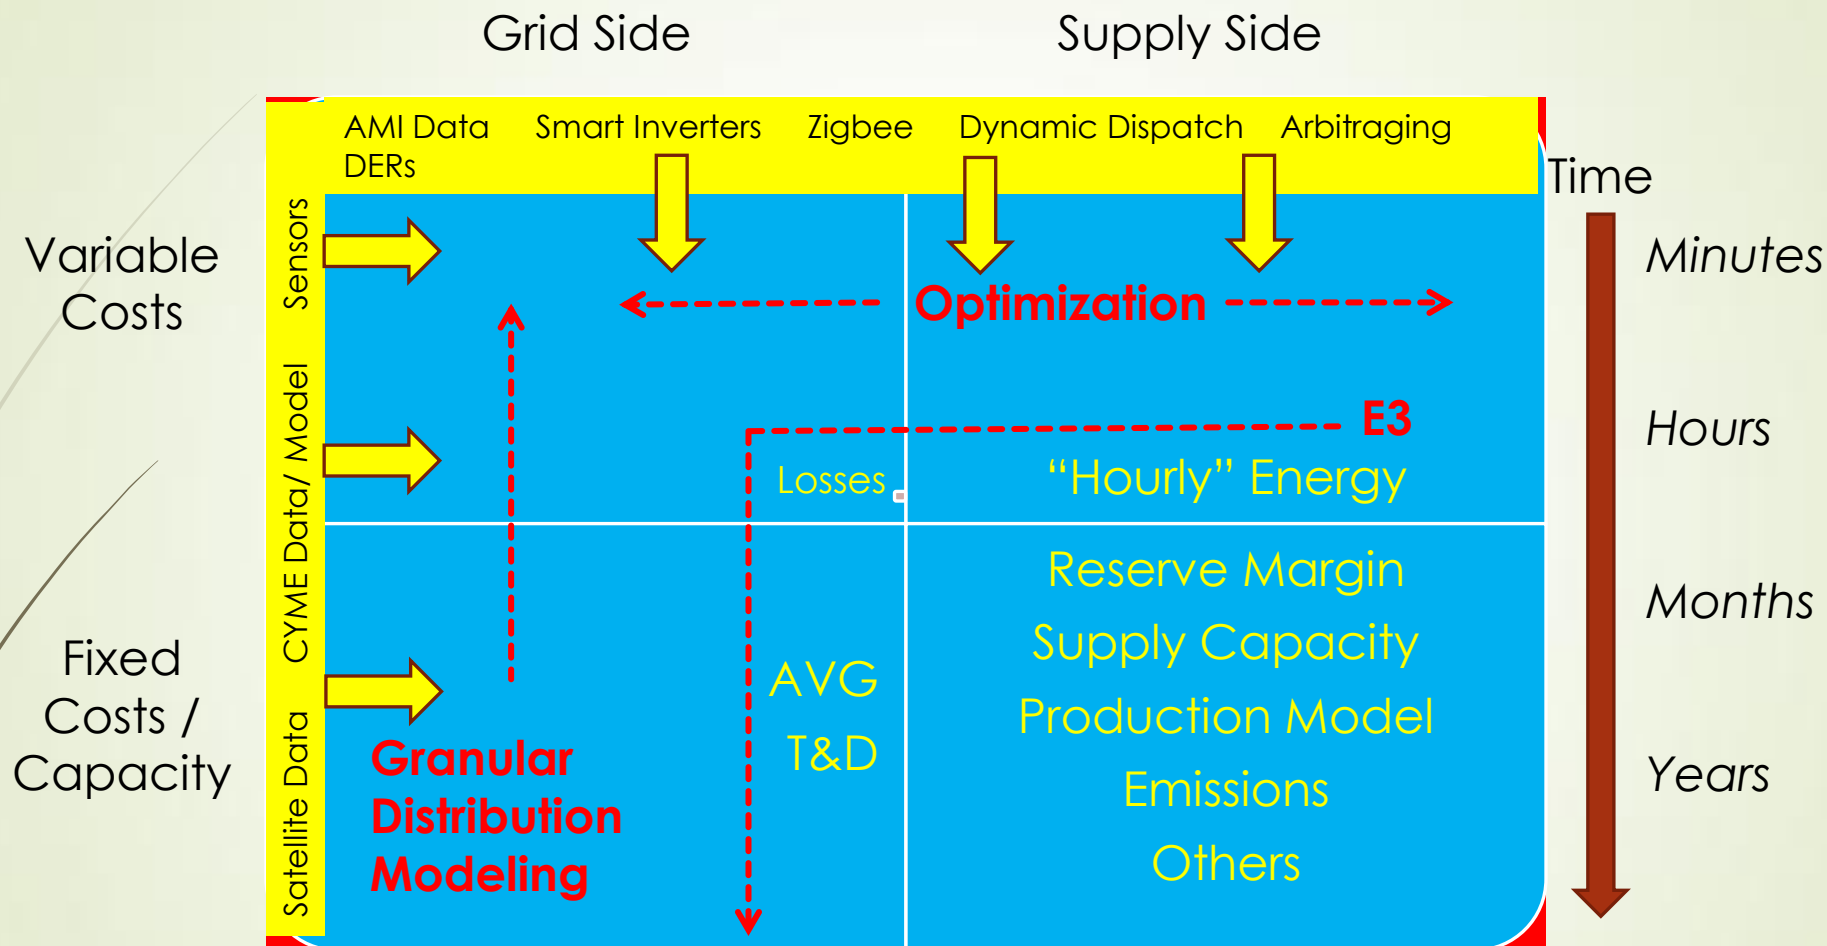 Grid Side
Supply Side
AMI Data
DERs
Smart Inverters
Zigbee
Dynamic Dispatch
Arbitraging
Time
Variable
Costs
Fixed
Costs /
Capacity
Sensors
CYME Data/ Model
Satellite Data
Optimization
E3
Losses
“Hourly” Energy
AVG
T&D
Granular
Distribution
Modeling
Reserve Margin
Supply Capacity
Production Model
Emissions
Others
Minutes
Hours
Months
Years